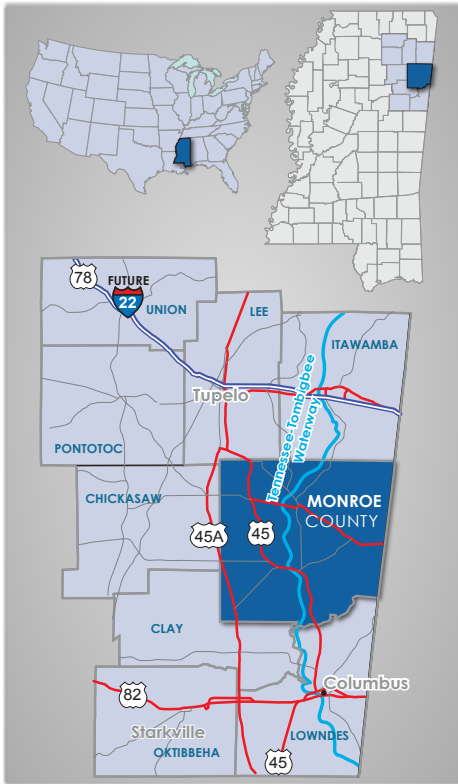 78
FUTURE
22
UNION
LEE
ITAWAMBA
Tupelo
Tennessee-Tombigbee
Waterway
PONTOTOC
CHICKASAW
MONROE
COUNTY
45A
45
CLAY
Columbus
82
Starkville
OKTIBBEHA
LOWNDES
45